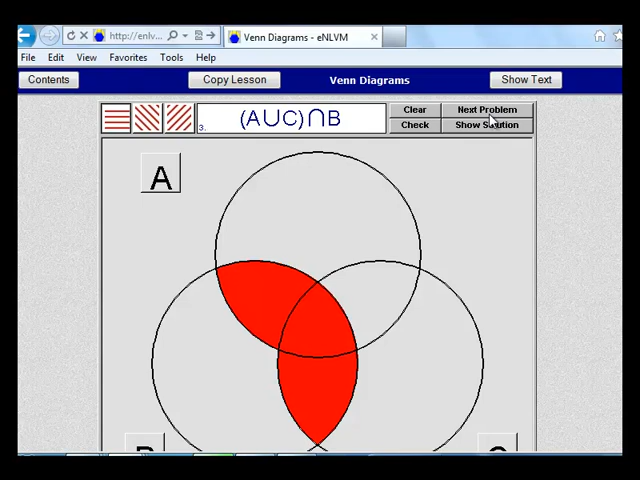 http://enlv...
Venn Diagrams - eNLVM
File Edit View Favorites Tools Help
Contents Copy Lesson Venn Diagrams Show Text
3. (A∪C)∩B
Clear Next Problem
Check Show Solution
A